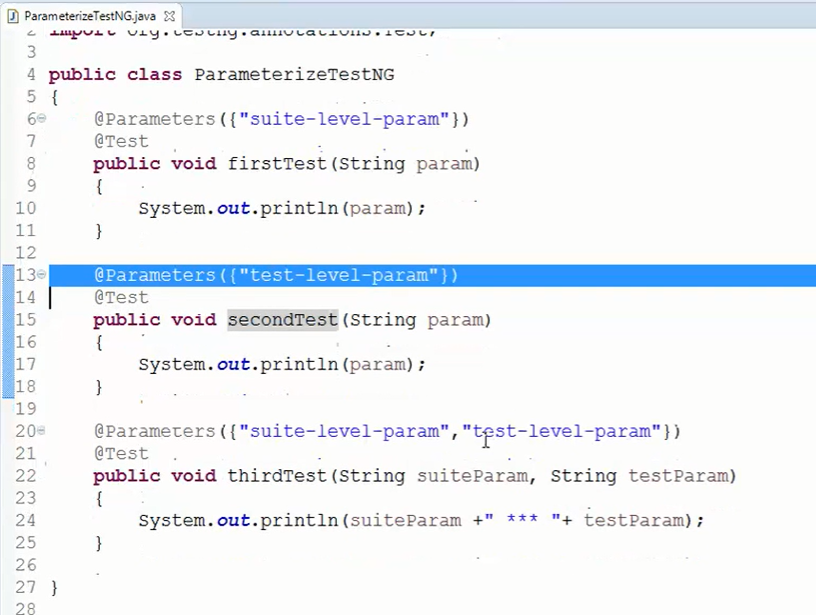 ParameterizeTestNG.java
2 import org.testng.annotations.Test;
3
4 public class ParameterizeTestNG
5 {
6 @Parameters({"suite-level-param"})
7 @Test
8 public void firstTest(String param)
9 {
10 System.out.println(param);
11 }
12
13 @Parameters({"test-level-param"})
14 @Test
15 public void secondTest(String param)
16 {
17 System.out.println(param);
18 }
19
20 @Parameters({"suite-level-param","test-level-param"})
21 @Test
22 public void thirdTest(String suiteParam, String testParam)
23 {
24 System.out.println(suiteParam +" *** "+ testParam);
25 }
26
27 }
28